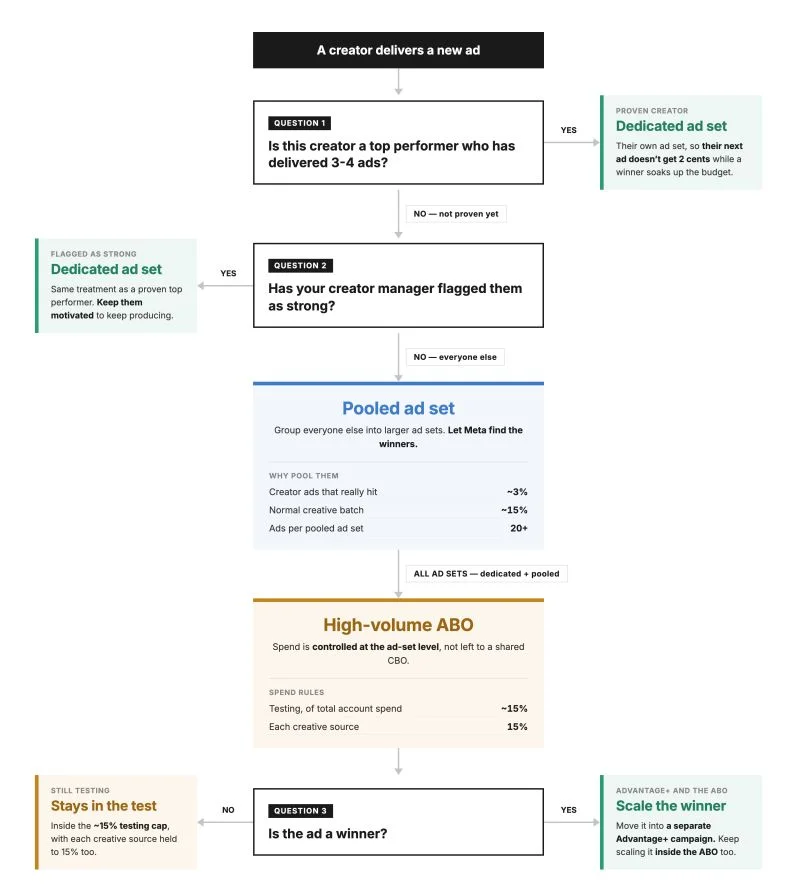 A creator delivers a new ad
QUESTION 1
Is this creator a top performer who has
delivered 3-4 ads?
YES
PROVEN CREATOR
Dedicated ad set
Their own ad set, so their next
ad doesn't get 2 cents while a
winner soaks up the budget.
NO — not proven yet
FLAGGED AS STRONG
Dedicated ad set
Same treatment as a proven top
performer. Keep them
motivated to keep producing.
YES
QUESTION 2
Has your creator manager flagged them
as strong?
NO — everyone else
Pooled ad set
Group everyone else into larger ad sets. Let Meta find the
winners.
WHY POOL THEM
Creator ads that really hit ~3%
Normal creative batch ~15%
Ads per pooled ad set 20+
ALL AD SETS — dedicated + pooled
High-volume ABO
Spend is controlled at the ad-set level, not left to a shared
CBO.
SPEND RULES
Testing, of total account spend ~15%
Each creative source 15%
STILL TESTING
Stays in the test
Inside the ~15% testing cap,
with each creative source held
to 15% too.
NO
QUESTION 3
Is the ad a winner?
YES
ADVANTAGE+ AND THE ABO
Scale the winner
Move it into a separate
Advantage+ campaign. Keep
scaling it inside the ABO too.